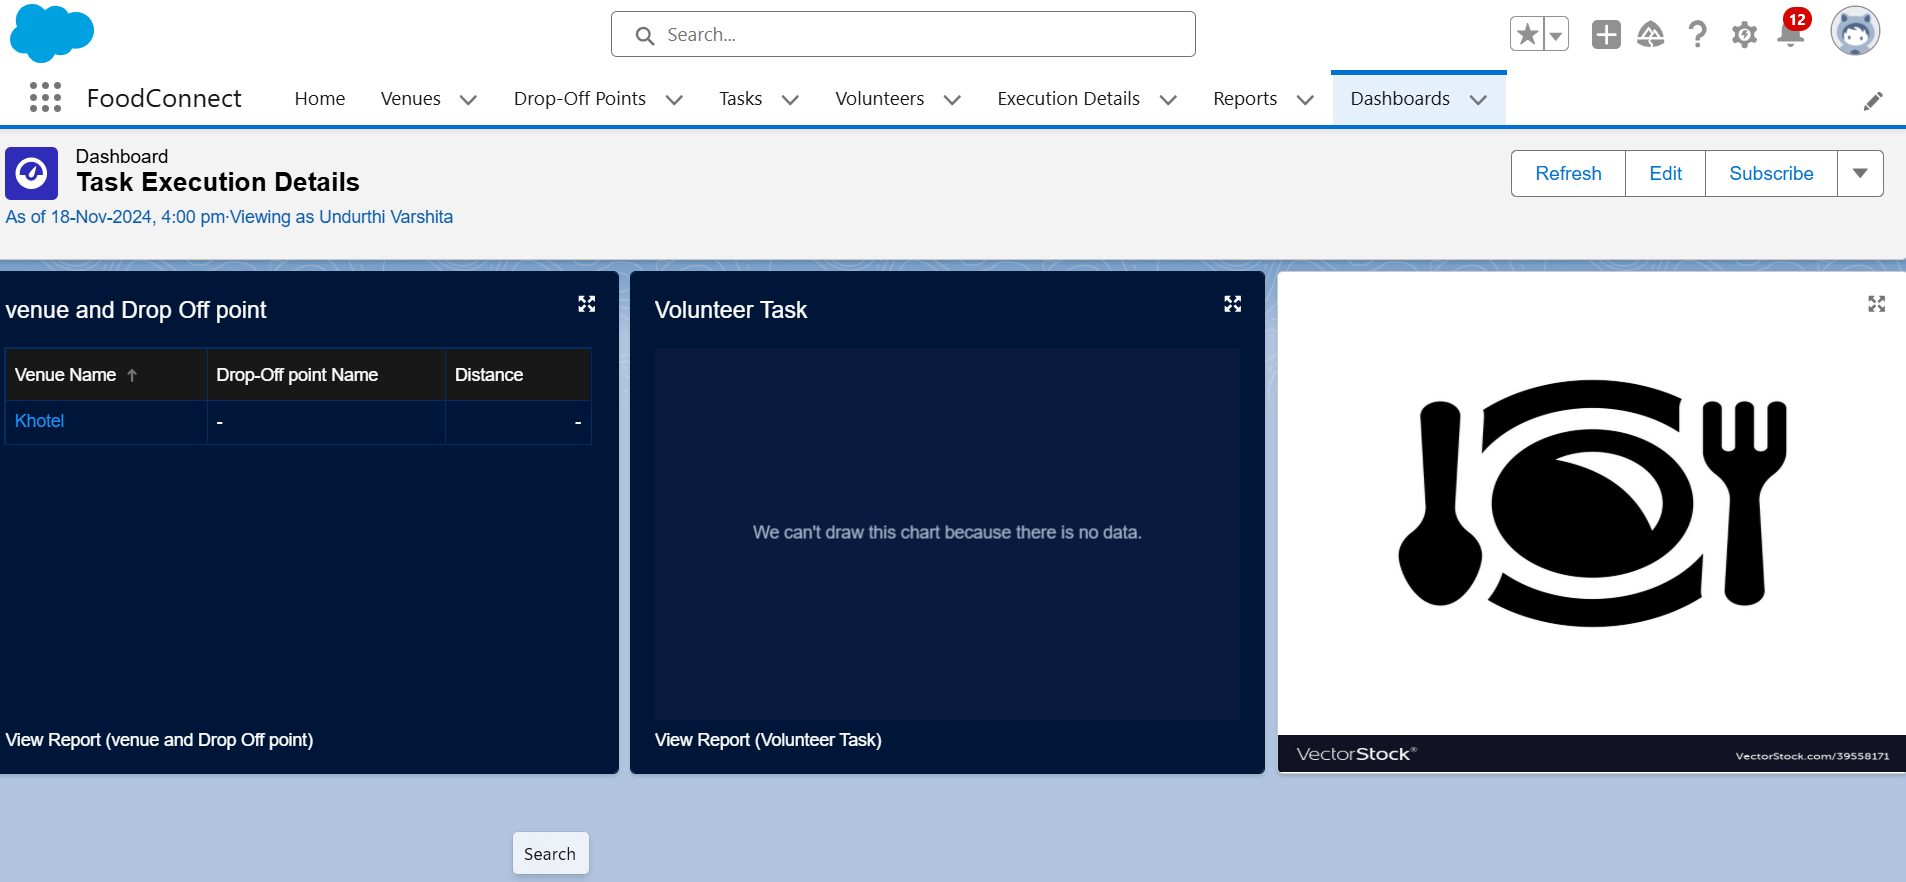 Search...
12
FoodConnect
Home
Venues
Drop-Off Points
Tasks
Volunteers
Execution Details
Reports
Dashboards
Dashboard
Task Execution Details
As of 18-Nov-2024, 4:00 pm·Viewing as Undurthi Varshita
Refresh
Edit
Subscribe
venue and Drop Off point
Venue Name ↑ Drop-Off point Name Distance
Khotel - -
View Report (venue and Drop Off point)
Volunteer Task
We can't draw this chart because there is no data.
View Report (Volunteer Task)
VectorStock®
VectorStock.com/39558171
Search